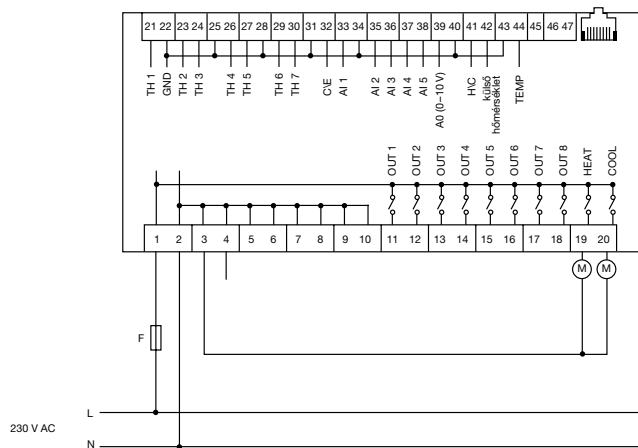 21 22 23 24 25 26 27 28 29 30 31 32 33 34 35 36 37 38 39 40 41 42 43 44 45 46 47
TH 1
GND
TH 2
TH 3
TH 4
TH 5
TH 6
TH 7
C\E
AI 1
AI 2
AI 3
AI 4
AI 5
A0 (0–10 V)
H\C
külső
hőmérséklet
TEMP
OUT 1
OUT 2
OUT 3
OUT 4
OUT 5
OUT 6
OUT 7
OUT 8
HEAT
COOL
1 2 3 4 5 6 7 8 9 10 11 12 13 14 15 16 17 18 19 20
M M
F
L
230 V AC
N